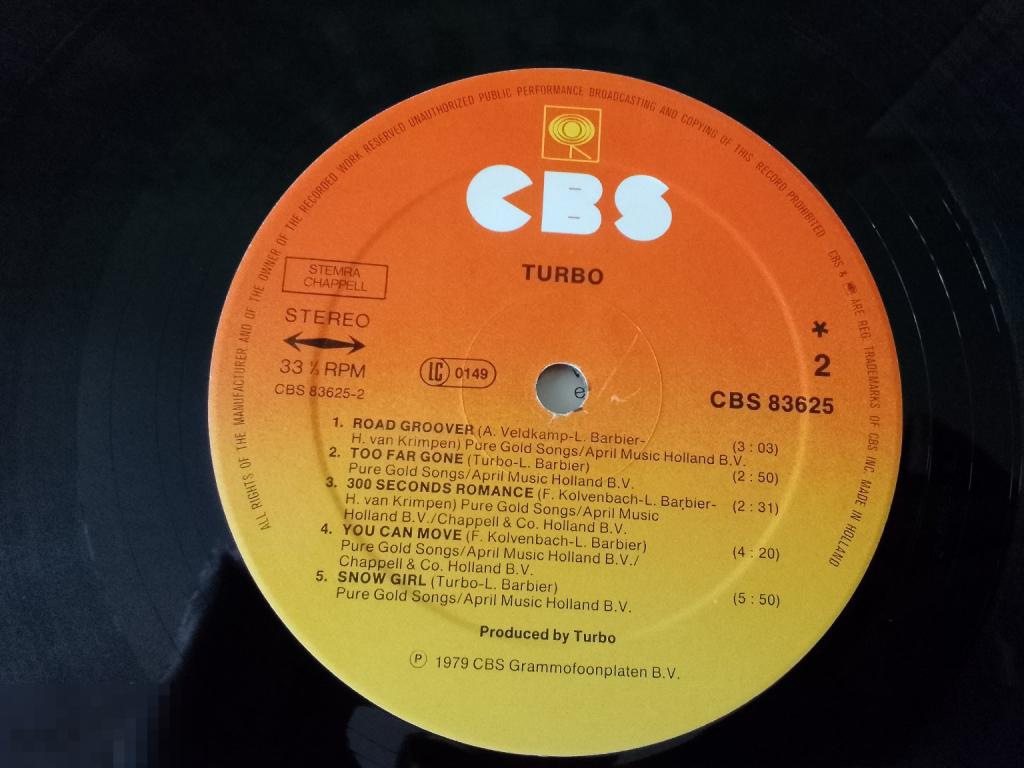 ALL RIGHTS OF THE MANUFACTURER AND OF THE OWNER OF THE RECORDED WORK RESERVED UNAUTHORIZED PUBLIC PERFORMANCE BROADCASTING AND COPYING OF THIS RECORD PROHIBITED CBS & ARE REG. TRADEMARKS OF CBS INC. MADE IN HOLLAND
CBS
TURBO
STEMRA
CHAPPELL
STEREO
33 ⅓ RPM
CBS 83625-2
LC 0149
*
2
CBS 83625
1. ROAD GROOVER (A. Veldkamp-L. Barbier-
H. van Krimpen) Pure Gold Songs/April Music Holland B.V. (3 : 03)
2. TOO FAR GONE (Turbo-L. Barbier)
Pure Gold Songs/April Music Holland B.V. (2 : 50)
3. 300 SECONDS ROMANCE (F. Kolvenbach-L. Barbier- (2 : 31)
H. van Krimpen) Pure Gold Songs/April Music
Holland B.V./Chappell & Co. Holland B.V.
4. YOU CAN MOVE (F. Kolvenbach-L. Barbier)
Pure Gold Songs/April Music Holland B.V./ (4 : 20)
Chappell & Co. Holland B.V.
5. SNOW GIRL (Turbo-L. Barbier)
Pure Gold Songs/April Music Holland B.V. (5 : 50)
Produced by Turbo
Ⓟ 1979 CBS Grammofoonplaten B.V.